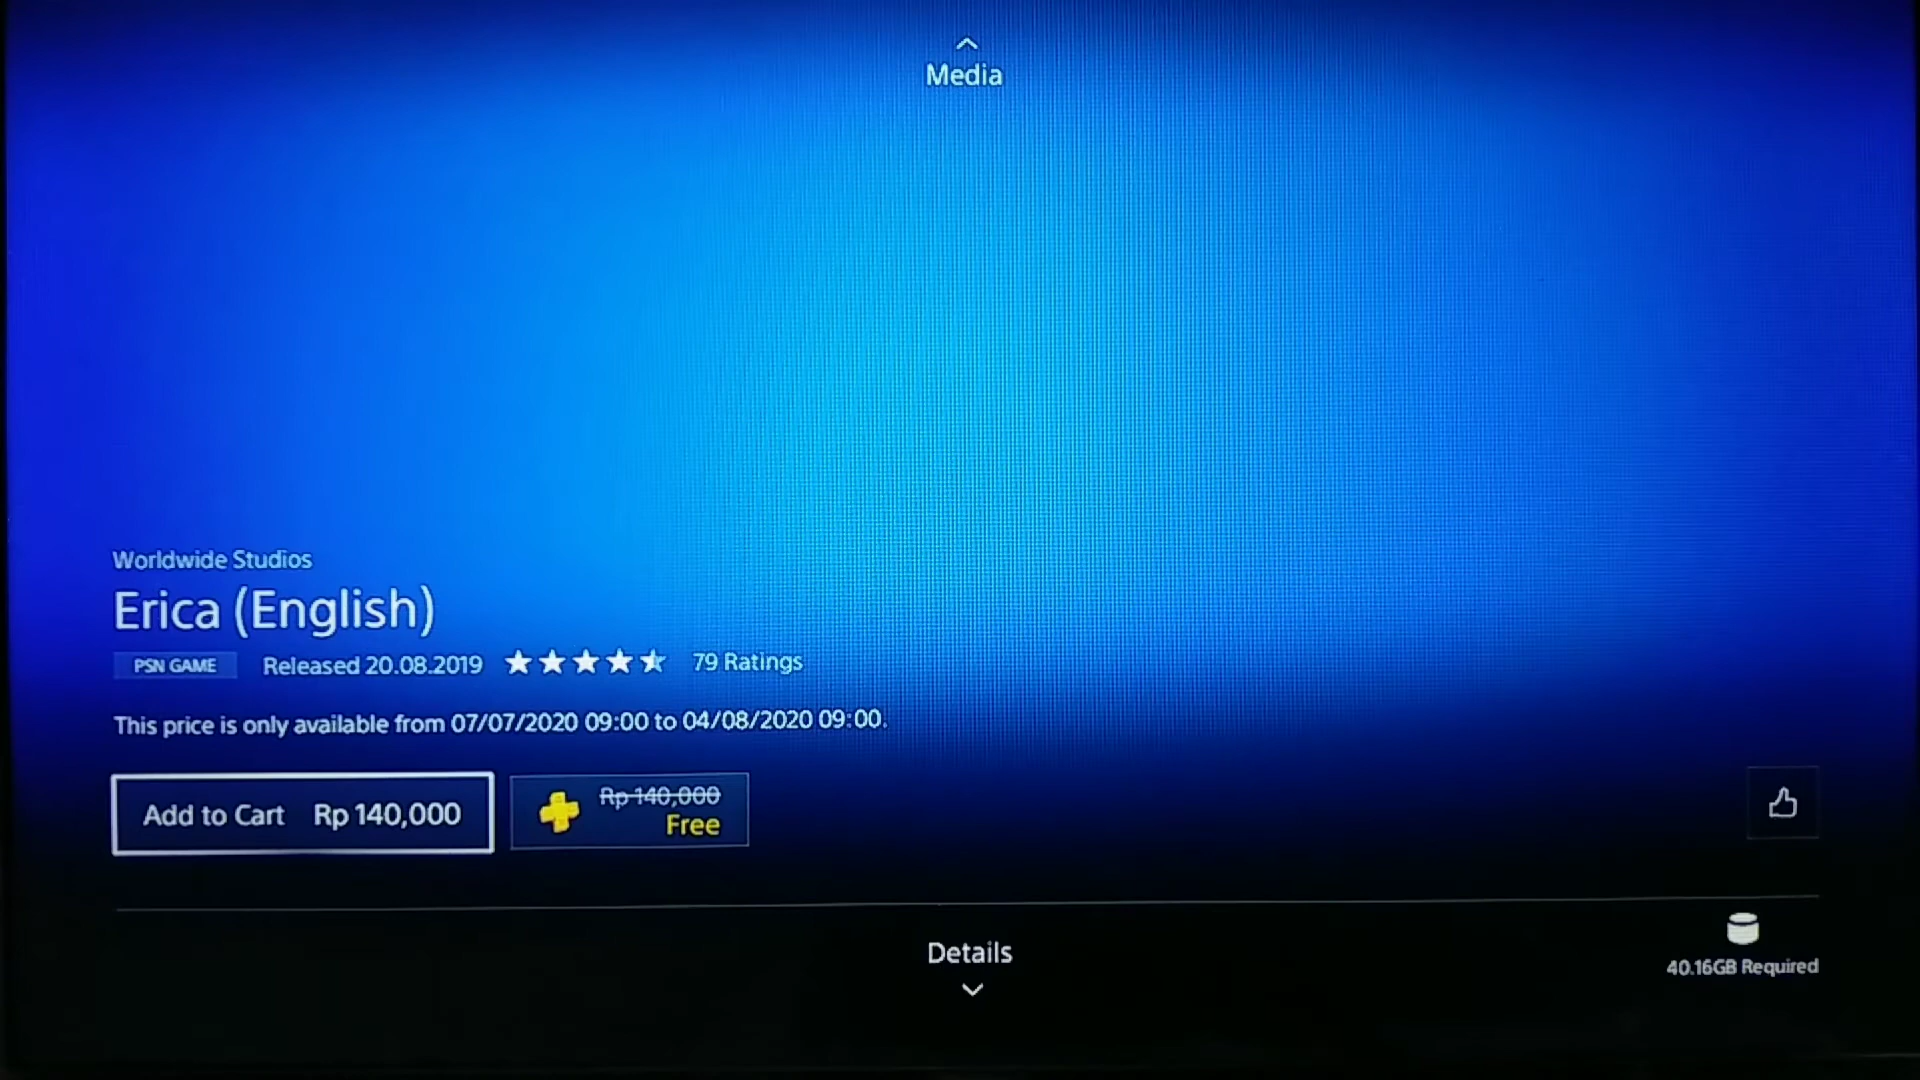 Media
Worldwide Studios
Erica (English)
PSN GAME Released 20.08.2019 79 Ratings
This price is only available from 07/07/2020 09:00 to 04/08/2020 09:00.
Add to Cart Rp 140,000
Rp 140,000
Free
Details
40.16GB Required